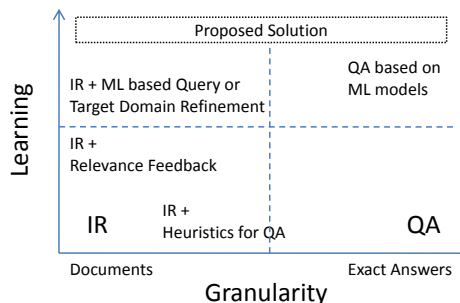 Proposed Solution
IR + ML based Query or
Target Domain Refinement
QA based on
ML models
IR +
Relevance Feedback
IR
IR +
Heuristics for QA
QA
Learning
Documents
Exact Answers
Granularity